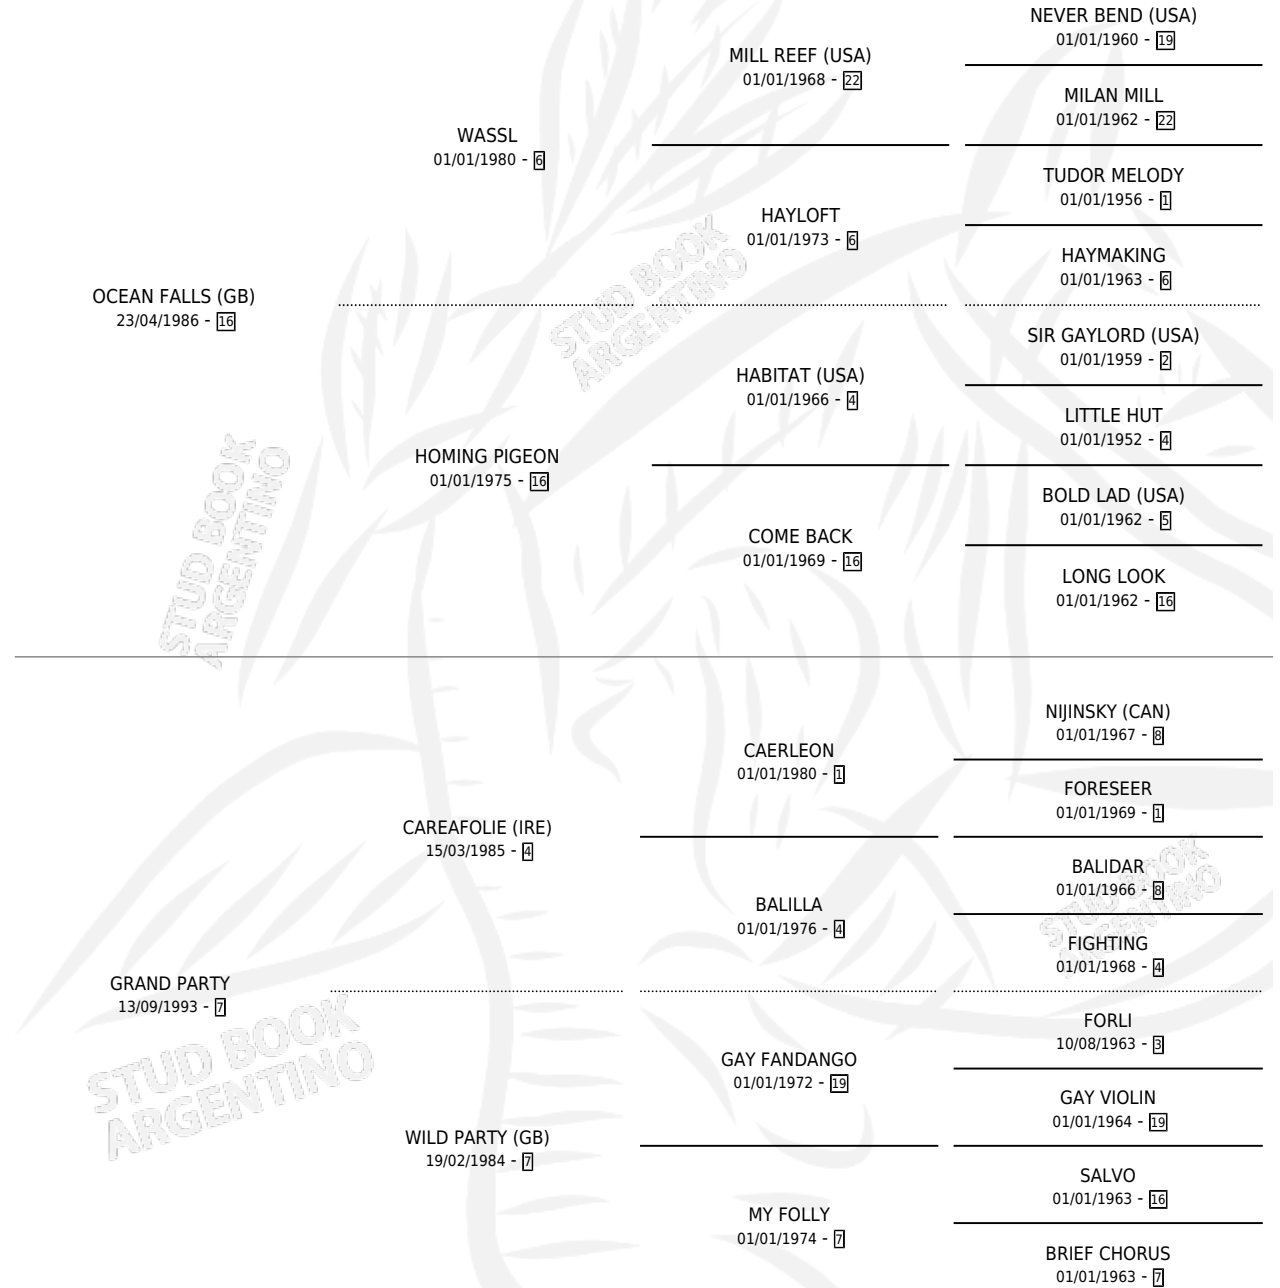 NEVER BEND (USA)
01/01/1960 - 19
MILL REEF (USA)
01/01/1968 - 22
MILAN MILL
01/01/1962 - 22
WASSL
01/01/1980 - 6
TUDOR MELODY
01/01/1956 - 1
HAYLOFT
01/01/1973 - 6
HAYMAKING
01/01/1963 - 6
OCEAN FALLS (GB)
23/04/1986 - 16
SIR GAYLORD (USA)
01/01/1959 - 2
HABITAT (USA)
01/01/1966 - 4
LITTLE HUT
01/01/1952 - 4
HOMING PIGEON
01/01/1975 - 16
BOLD LAD (USA)
01/01/1962 - 5
COME BACK
01/01/1969 - 16
LONG LOOK
01/01/1962 - 16
NIJINSKY (CAN)
01/01/1967 - 8
CAERLEON
01/01/1980 - 1
FORESEER
01/01/1969 - 1
CAREAFOLIE (IRE)
15/03/1985 - 4
BALIDAR
01/01/1966 - 8
BALILLA
01/01/1976 - 4
FIGHTING
01/01/1968 - 4
GRAND PARTY
13/09/1993 - 7
FORLI
10/08/1963 - 3
GAY FANDANGO
01/01/1972 - 19
GAY VIOLIN
01/01/1964 - 19
WILD PARTY (GB)
19/02/1984 - 7
SALVO
01/01/1963 - 16
MY FOLLY
01/01/1974 - 7
BRIEF CHORUS
01/01/1963 - 7
STUD BOOK
ARGENTINO
STUD BOOK
ARGENTINO
STUD BOOK
ARGENTINO
STUD BOOK
ARGENTINO